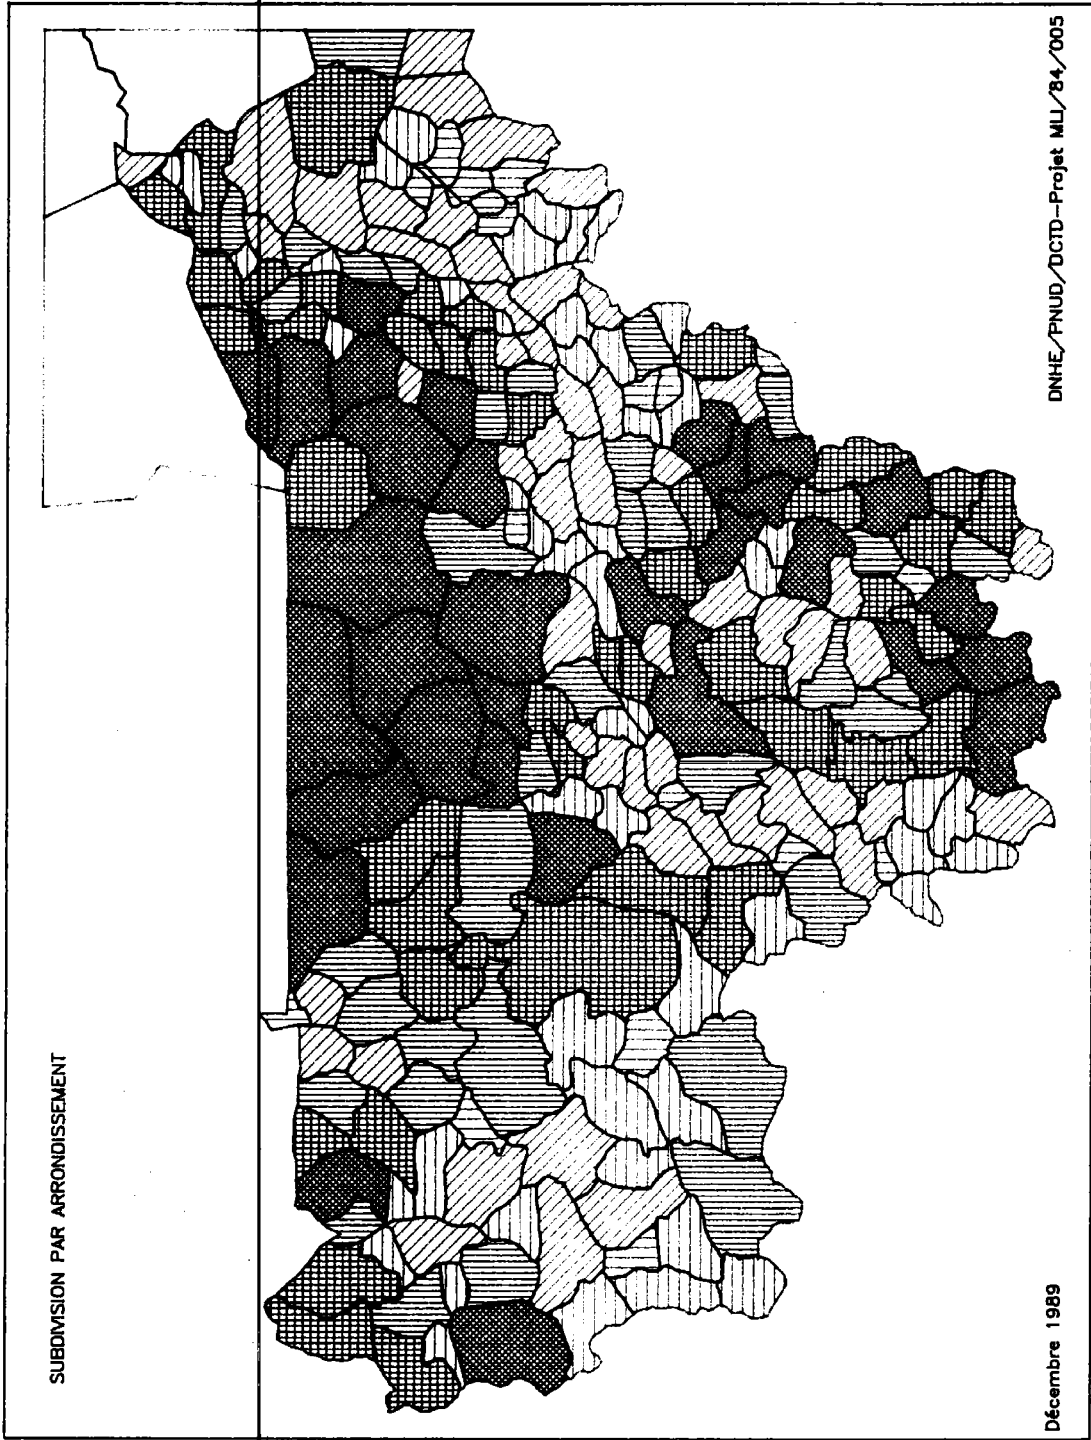 SUBDIVISION PAR ARRONDISSEMENT
Décembre 1989
DNHE/PNUD/DCTD-Projet MLI/84/005